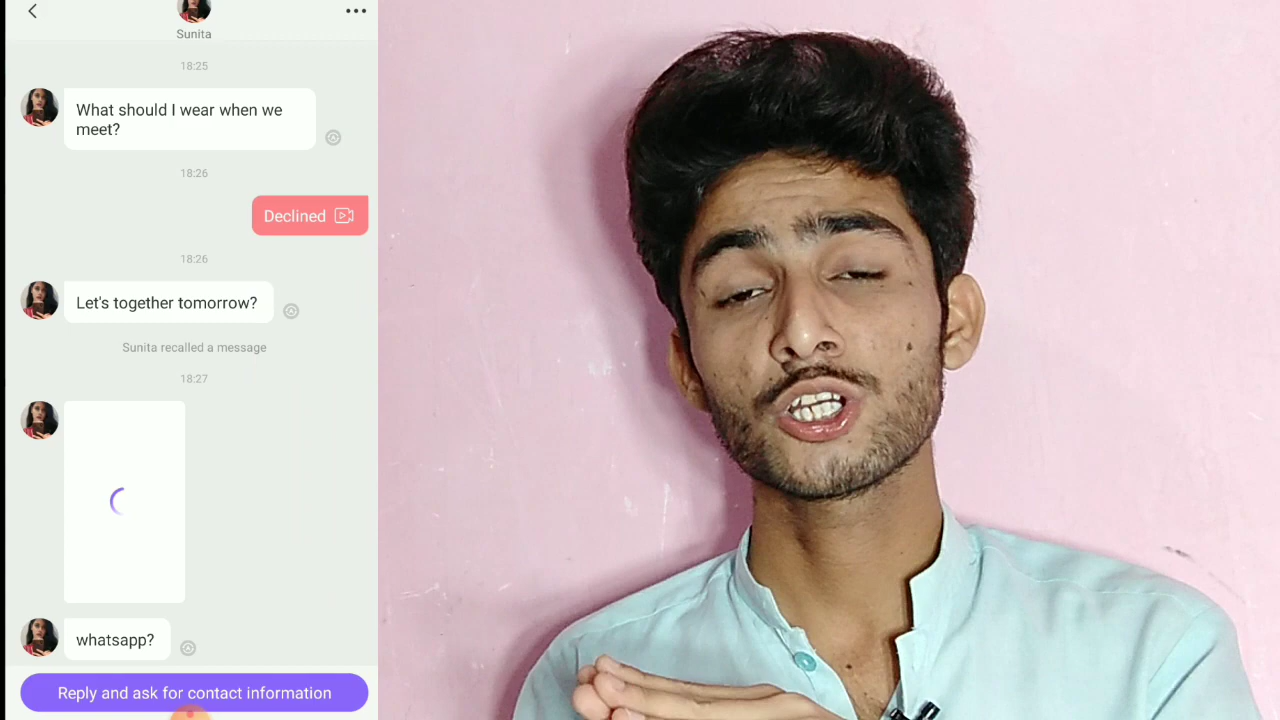 Sunita
18:25
What should I wear when we
meet?
18:26
Declined
18:26
Let's together tomorrow?
Sunita recalled a message
18:27
whatsapp?
Reply and ask for contact information